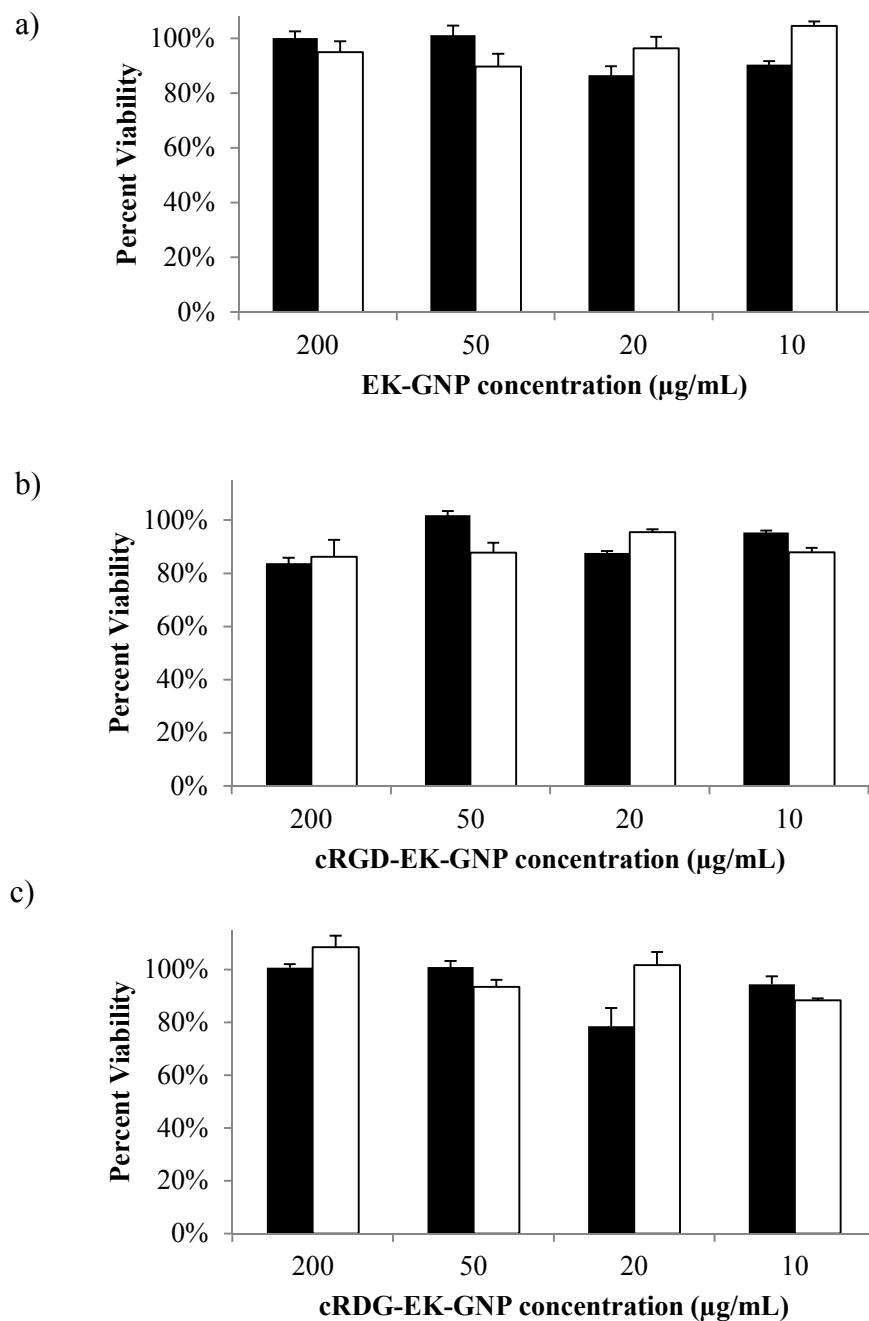 a)
Percent Viability
100%
80%
60%
40%
20%
0%
200 50 20 10
EK-GNP concentration (µg/mL)
b)
Percent Viability
100%
80%
60%
40%
20%
0%
200 50 20 10
cRGD-EK-GNP concentration (µg/mL)
c)
Percent Viability
100%
80%
60%
40%
20%
0%
200 50 20 10
cRDG-EK-GNP concentration (µg/mL)